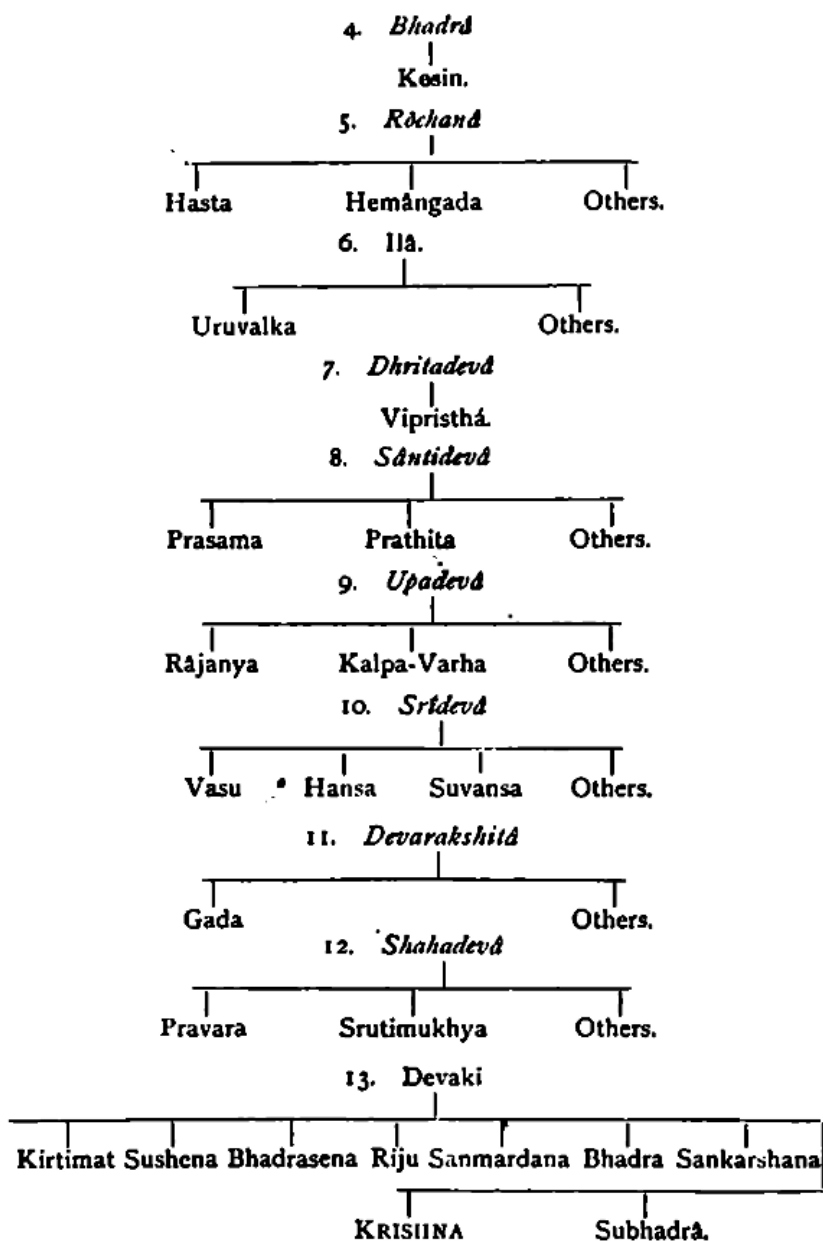 4. Bhadrâ
Kesin.
5. Rôchanâ
Hasta Hemângada Others.
6. Ilâ.
Uruvalka Others.
7. Dhritadevâ
Vipristhá.
8. Sântidevâ
Prasama Prathita Others.
9. Upadevâ
Râjanya Kalpa-Varha Others.
10. Srîdevâ
Vasu Hansa Suvansa Others.
11. Devarakshitâ
Gada Others.
12. Shahadevâ
Pravara Srutimukhya Others.
13. Devaki
Kirtimat Sushena Bhadrasena Riju Sanmardana Bhadra Sankarshana
KRISHNA Subhadrâ.